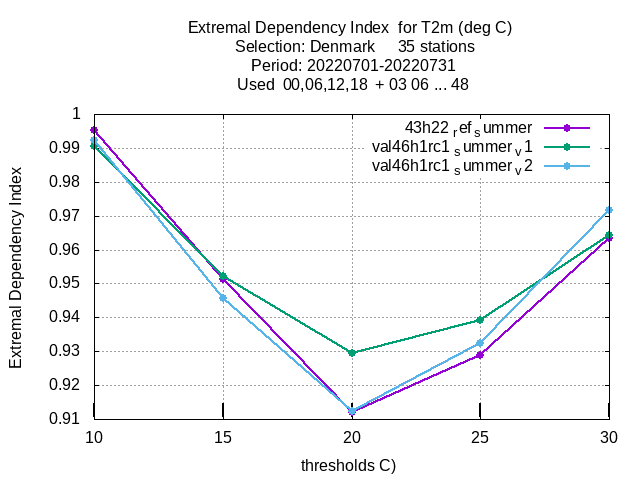 Extremal Dependency Index  for T2m (deg C)
Selection: Denmark     35 stations
Period: 20220701-20220731
Used  00,06,12,18  + 03 06 ... 48
43h22 ref summer
val46h1rc1 summer v1
val46h1rc1 summer v2
Extremal Dependency Index
1
0.99
0.98
0.97
0.96
0.95
0.94
0.93
0.92
0.91
10 15 20 25 30
thresholds C)